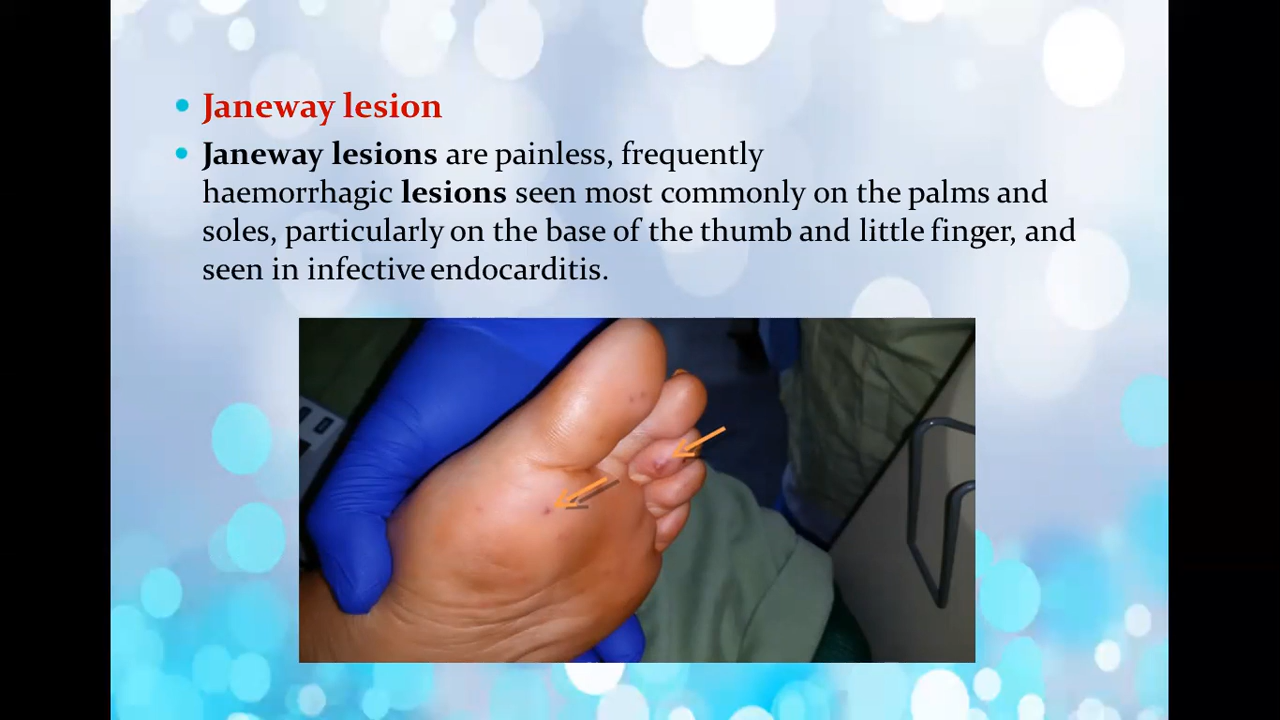 Janeway lesion
Janeway lesions are painless, frequently
haemorrhagic lesions seen most commonly on the palms and
soles, particularly on the base of the thumb and little finger, and
seen in infective endocarditis.